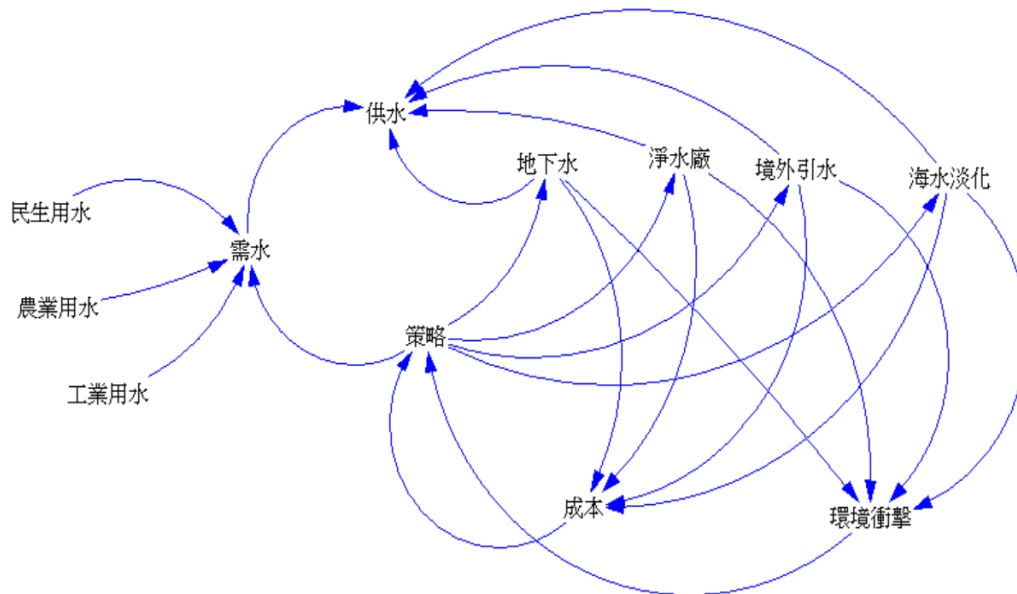 供水
地下水
淨水廠
境外引水
海水淡化
民生用水
需水
農業用水
策略
工業用水
成本
環境衝擊